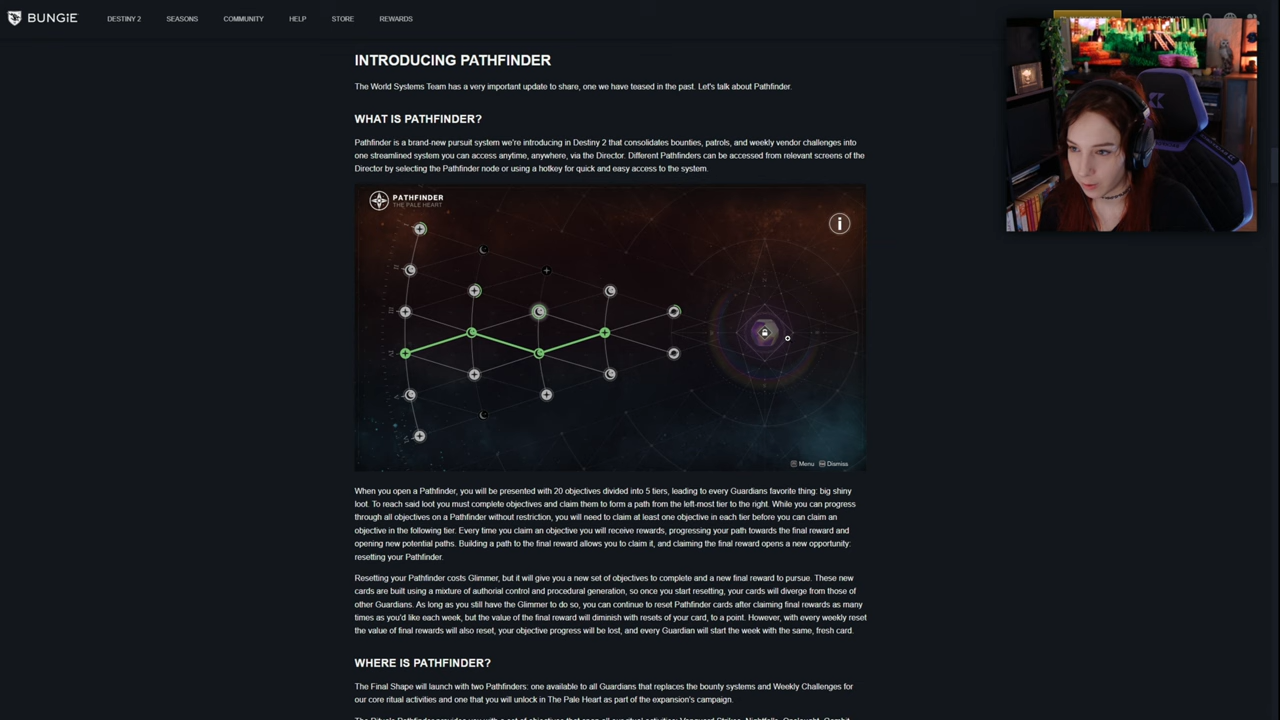 BUNGiE
DESTINY 2
SEASONS
COMMUNITY
HELP
STORE
REWARDS
INTRODUCING PATHFINDER
The World Systems Team has a very important update to share, one we have teased in the past. Let's talk about Pathfinder.
WHAT IS PATHFINDER?
Pathfinder is a brand-new pursuit system we're introducing in Destiny 2 that consolidates bounties, patrols, and weekly vendor challenges into
one streamlined system you can access anytime, anywhere, via the Director. Different Pathfinders can be accessed from relevant screens of the
Director by selecting the Pathfinder node or using a hotkey for quick and easy access to the system.
PATHFINDER
THE PALE HEART
i
Menu
Dismiss
When you open a Pathfinder, you will be presented with 20 objectives divided into 5 tiers, leading to every Guardians favorite thing: big shiny
loot. To reach said loot you must complete objectives and claim them to form a path from the left-most tier to the right. While you can progress
through all objectives on a Pathfinder without restriction, you will need to claim at least one objective in each tier before you can claim an
objective in the following tier. Every time you claim an objective you will receive rewards, progressing your path towards the final reward and
opening new potential paths. Building a path to the final reward allows you to claim it, and claiming the final reward opens a new opportunity:
resetting your Pathfinder.
Resetting your Pathfinder costs Glimmer, but it will give you a new set of objectives to complete and a new final reward to pursue. These new
cards are built using a mixture of authorial control and procedural generation, so once you start resetting, your cards will diverge from those of
other Guardians. As long as you still have the Glimmer to do so, you can continue to reset Pathfinder cards after claiming final rewards as many
times as you'd like each week, but the value of the final reward will diminish with resets of your card, to a point. However, with every weekly reset
the value of final rewards will also reset, your objective progress will be lost, and every Guardian will start the week with the same, fresh card.
WHERE IS PATHFINDER?
The Final Shape will launch with two Pathfinders: one available to all Guardians that replaces the bounty systems and Weekly Challenges for
our core ritual activities and one that you will unlock in The Pale Heart as part of the expansion's campaign.